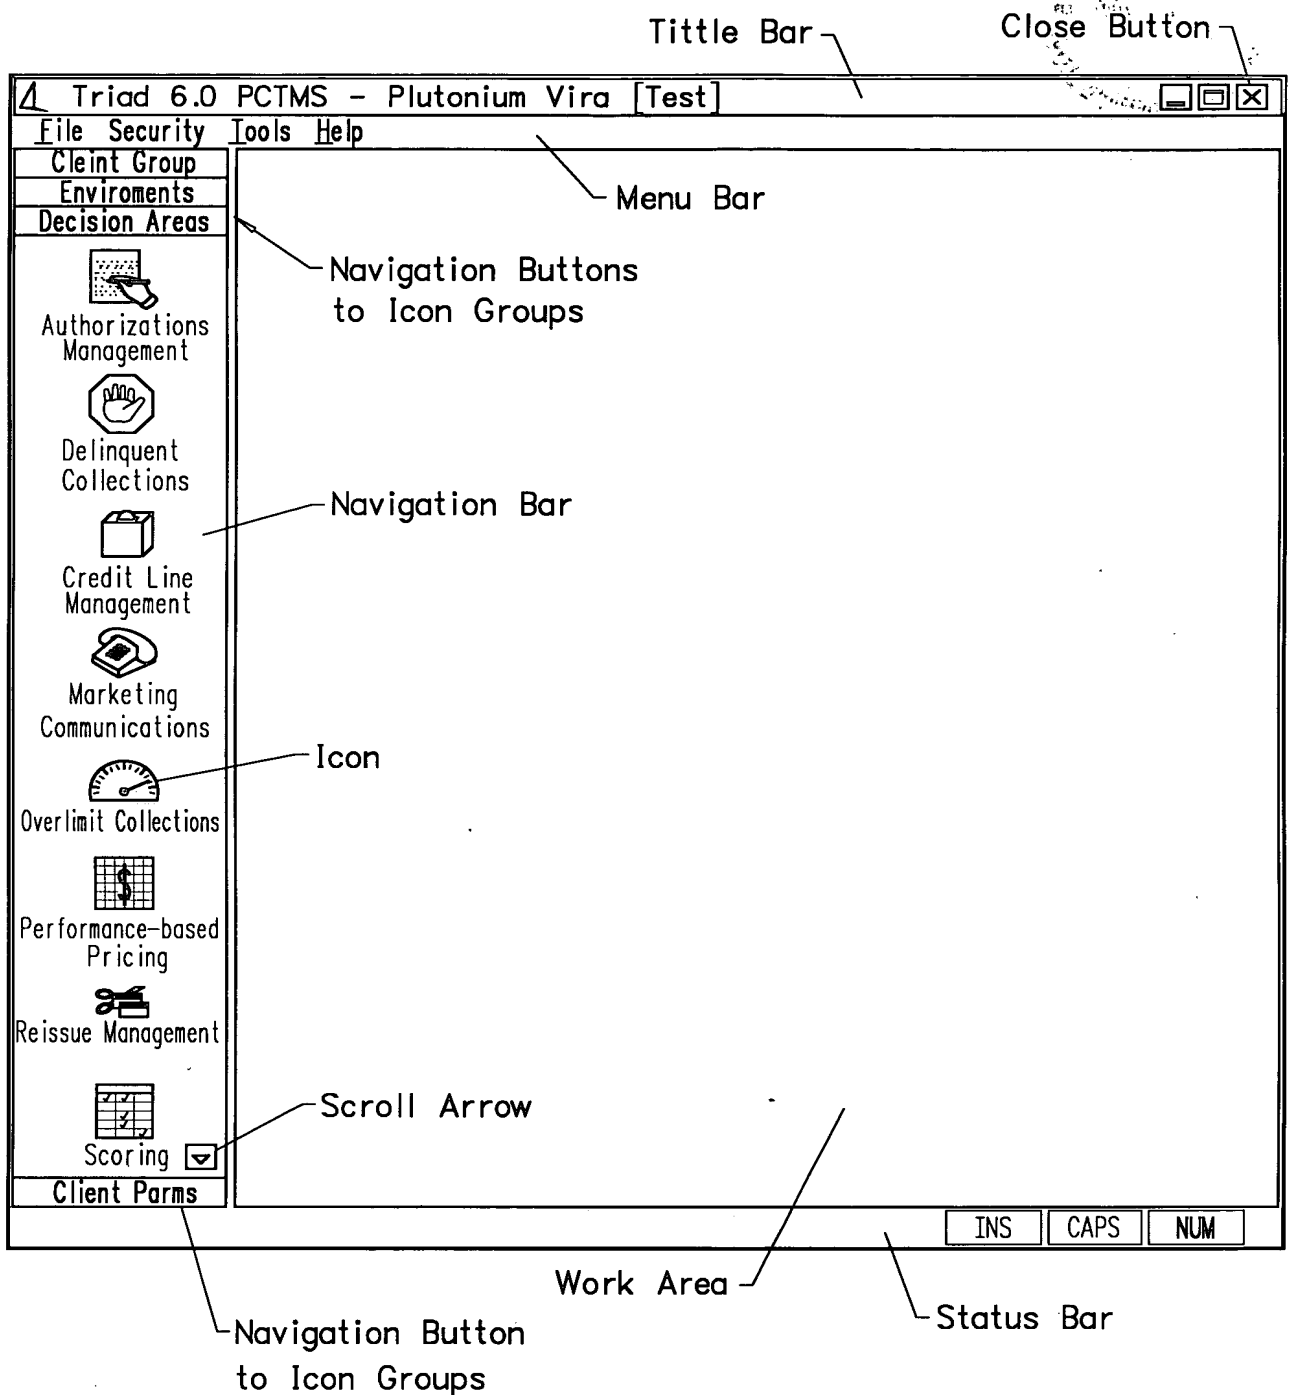 Tittle Bar
Close Button
Triad 6.0 PCTMS - Plutonium Vira [Test]
File Security Tools Help
Cleint Group
Enviroments
Decision Areas
Menu Bar
Navigation Buttons
to Icon Groups
Authorizations
Management
Delinquent
Collections
Navigation Bar
Credit Line
Management
Marketing
Communications
Icon
Overlimit Collections
Performance-based
Pricing
Reissue Management
Scroll Arrow
Scoring
Client Parms
INS CAPS NUM
Work Area
Status Bar
Navigation Button
to Icon Groups